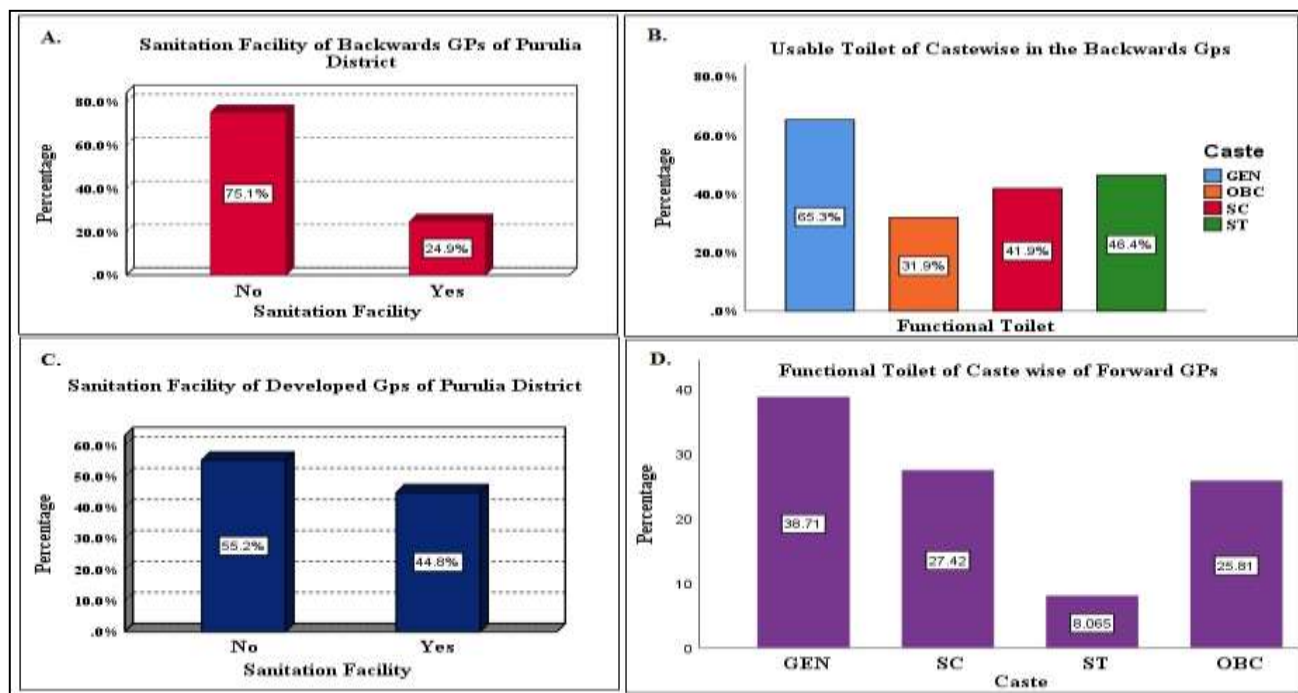 A.
Sanitation Facility of Backwards GPs of Purulia
District
Percentage
80.0%
60.0%
40.0%
20.0%
.0%
75.1%
24.9%
No
Yes
Sanitation Facility
B.
Usable Toilet of Castewise in the Backwards Gps
Percentage
80.0%
60.0%
40.0%
20.0%
.0%
65.3%
31.9%
41.9%
46.4%
Functional Toilet
Caste
GEN
OBC
SC
ST
C.
Sanitation Facility of Developed Gps of Purulia District
Percentage
60.0%
50.0%
40.0%
30.0%
20.0%
10.0%
.0%
55.2%
44.8%
No
Yes
Sanitation Facility
D.
Functional Toilet of Caste wise of Forward GPs
Percentage
40
30
20
10
0
38.71
27.42
8.065
25.81
GEN
SC
ST
OBC
Caste